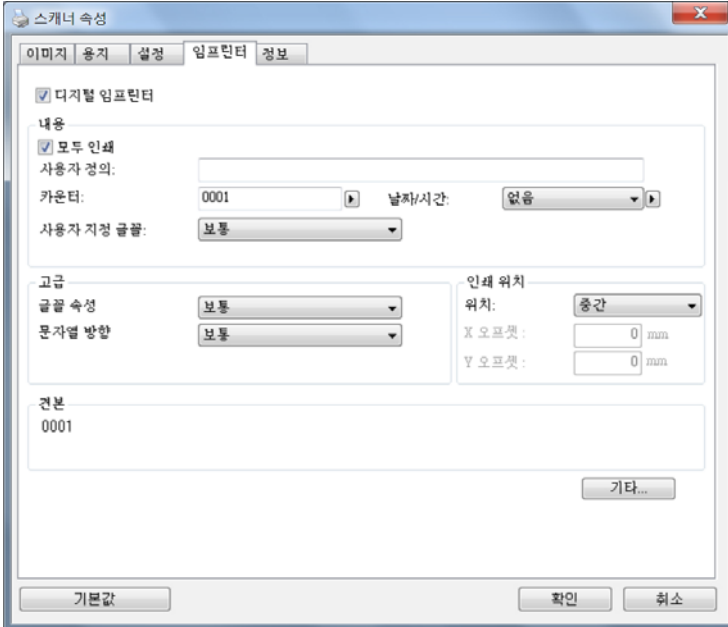 스캐너 속성
이미지 용지 설정 임프린터 정보
디지털 임프린터
내용
모두 인쇄
사용자 정의:
카운터: 0001 날짜/시간: 없음
사용자 지정 글꼴: 보통
고급
글꼴 속성 보통
문자열 방향 보통
인쇄 위치
위치: 중간
X 오프셋 : 0 mm
Y 오프셋 : 0 mm
견본
0001
기타...
기본값 확인 취소